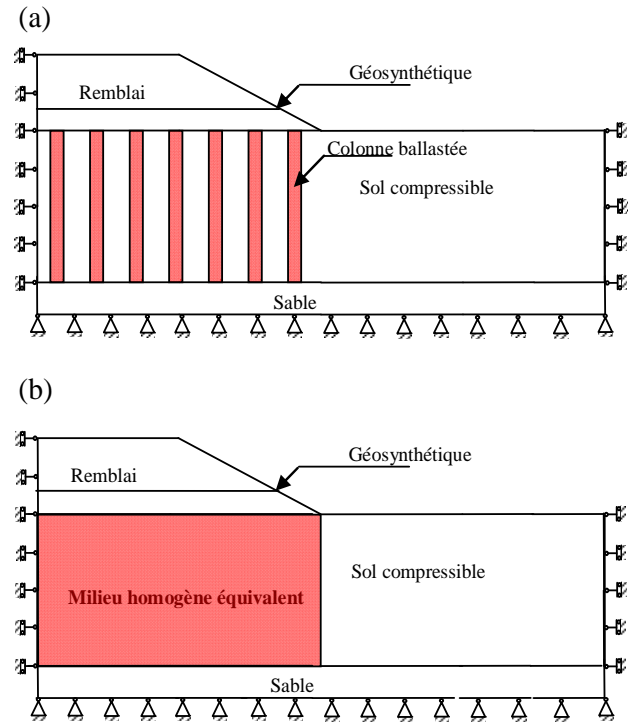 (a)
Géosynthétique
Remblai
Colonne ballastée
Sol compressible
Sable
(b)
Géosynthétique
Remblai
Sol compressible
Milieu homogène équivalent
Sable